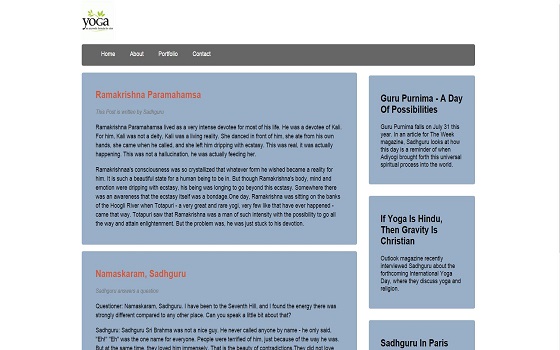 yoga
Home About Portfolio Contact
Ramakrishna Paramahamsa
This Post is written by Sadhguru
Ramakrishna Paramahamsa lived as a very intense devotee for most of his life. He was a devotee of Kali.
For him, Kali was not a deity, Kali was a living reality. She danced in front of him, she ate from his own
hands, she came when he called, and she left him dripping with ecstasy. This was real, it was actually
happening. This was not a hallucination, he was actually feeding her.
Ramakrishna's consciousness was so crystallized that whatever form he wished became a reality for
him. It is such a beautiful state for a human being to be in. But though Ramakrishna's body, mind and
emotion were dripping with ecstasy, his being was longing to go beyond this ecstasy. Somewhere there
was an awareness that the ecstasy itself was a bondage.One day, Ramakrishna was sitting on the banks
of the Hoogli River when Totapuri - a very great and rare yogi, very few like that have ever happened -
came that way. Totapuri saw that Ramakrishna was a man of such intensity with the possibility to go all
the way and attain enlightenment. But the problem was, he was just stuck to his devotion.
Namaskaram, Sadhguru
Sadhguru answers a question
Questioner: Namaskaram, Sadhguru. I have been to the Seventh Hill, and I found the energy there was
strongly different compared to any other place. Can you speak a little bit about that?
Sadhguru: Sadhguru Sri Brahma was not a nice guy. He never called anyone by name - he only said,
"Eh!" "Eh" was the one name for everyone. People were terrified of him, just because of the way he was.
But at the same time, they loved him immensely. That is the beauty of contradictions.They did not love
Guru Purnima - A Day
Of Possibilities
Guru Purnima falls on July 31 this
year. In an article for The Week
magazine, Sadhguru looks at how
this day is a reminder of when
Adiyogi brought forth this universal
spiritual process into the world.
If Yoga Is Hindu,
Then Gravity Is
Christian
Outlook magazine recently
interviewed Sadhguru about the
forthcoming International Yoga
Day, where they discuss yoga and
religion.
Sadhguru In Paris